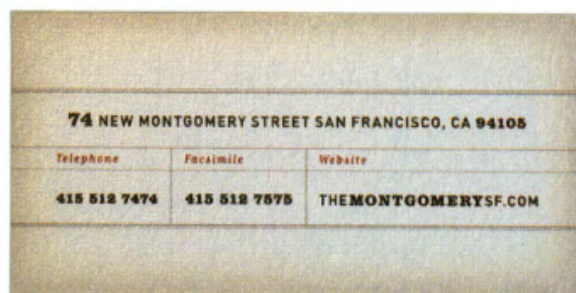 74 NEW MONTGOMERY STREET SAN FRANCISCO, CA 94105
Telephone Facsimile Website
415 512 7474 415 512 7575 THEMONTGOMERYSF.COM